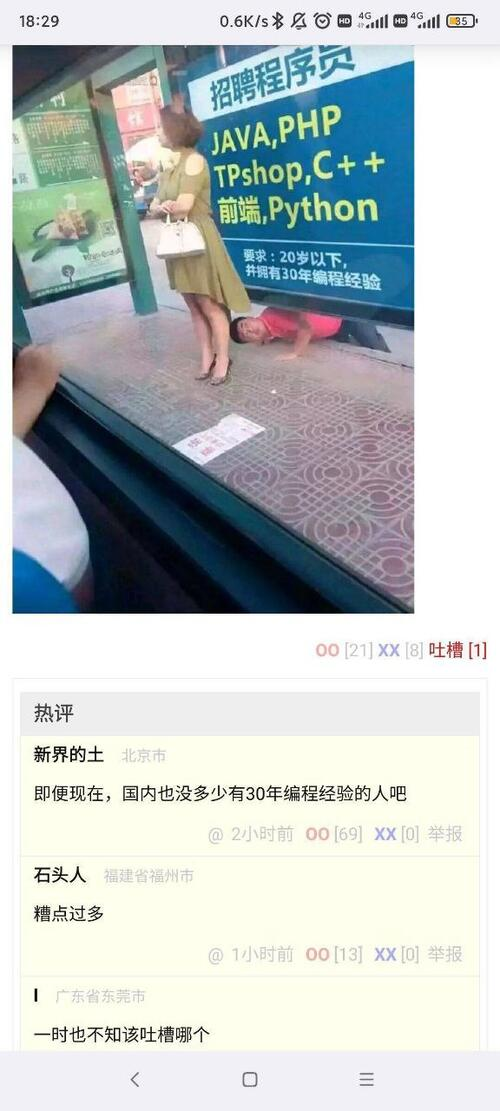 18:29
0.6K/s
HD
4G
HD
4G
35
招聘程序员
JAVA,PHP
TPshop,C++
前端,Python
要求：20岁以下，
并拥有30年编程经验
OO [21] XX [8] 吐槽 [1]
热评
新界的土 北京市
即便现在，国内也没多少有30年编程经验的人吧
@ 2小时前 OO [69] XX [0] 举报
石头人 福建省福州市
糟点过多
@ 1小时前 OO [13] XX [0] 举报
I 广东省东莞市
一时也不知该吐槽哪个